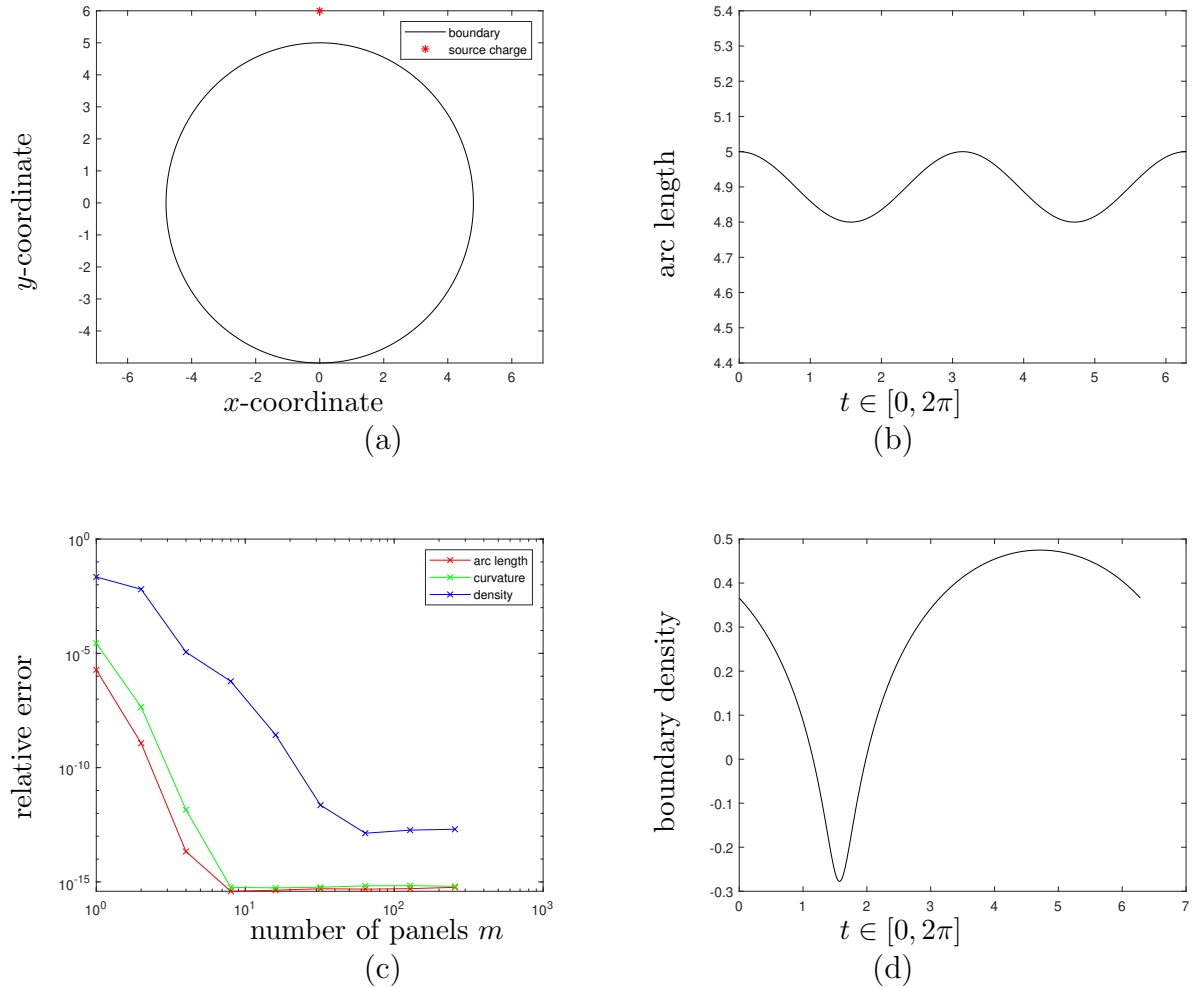 6
5
4
3
2
1
0
-1
-2
-3
-4
-6 -4 -2 0 2 4 6
boundary
source charge
y-coordinate
x-coordinate
(a)
5.4
5.3
5.2
5.1
5
4.9
4.8
4.7
4.6
4.5
4.4
0 1 2 3 4 5 6
arc length
t ∈ [0, 2π]
(b)
10^0
10^-5
10^-10
10^-15
10^0 10^1 10^2 10^3
arc length
curvature
density
relative error
number of panels m
(c)
0.5
0.4
0.3
0.2
0.1
0
-0.1
-0.2
-0.3
0 1 2 3 4 5 6 7
boundary density
t ∈ [0, 2π]
(d)